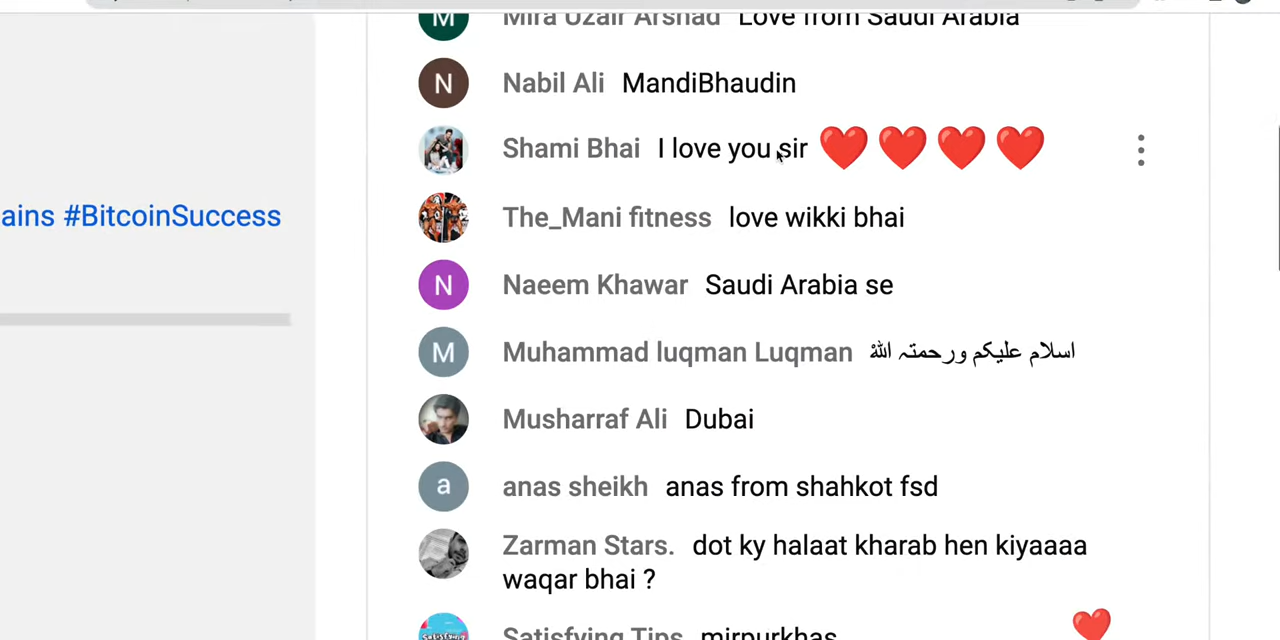 Mira Uzair Arshad Love from Saudi Arabia
N Nabil Ali MandiBhaudin
Shami Bhai I love you sir ❤️ ❤️ ❤️ ❤️
ains #BitcoinSuccess
The_Mani fitness love wikki bhai
N Naeem Khawar Saudi Arabia se
M Muhammad luqman Luqman اسلام علیکم ورحمتہ اللّٰہ
Musharraf Ali Dubai
a anas sheikh anas from shahkot fsd
Zarman Stars. dot ky halaat kharab hen kiyaaaa
waqar bhai ?
Satisfying Tips mirpurkhas ❤️